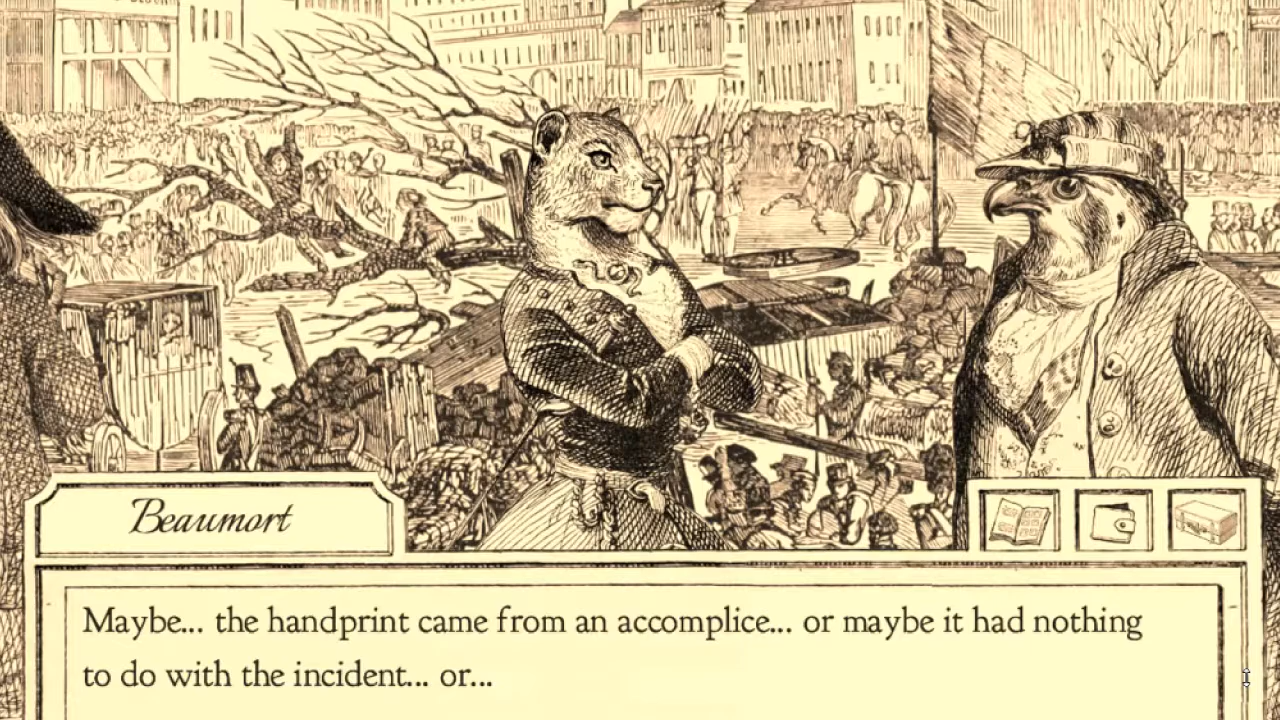 Beaumort
Maybe... the handprint came from an accomplice... or maybe it had nothing
to do with the incident... or...